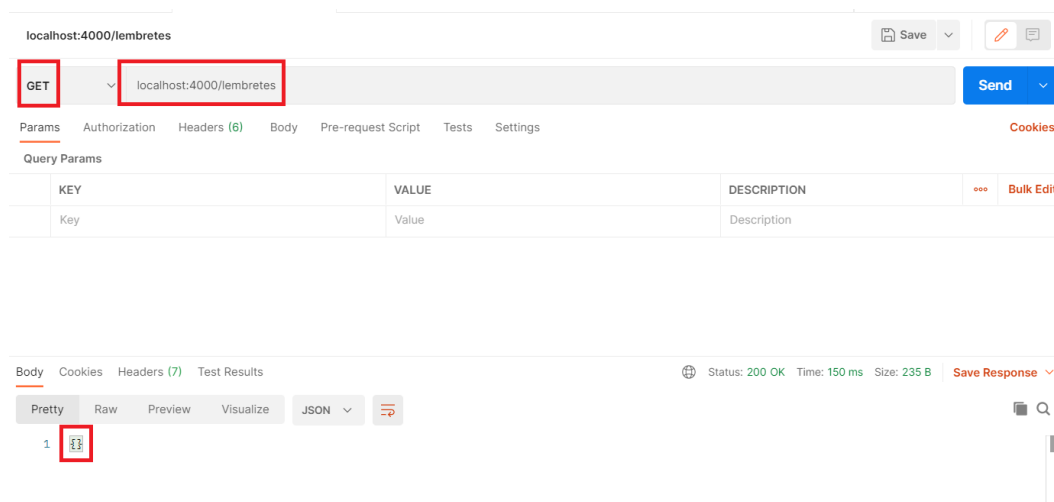 localhost:4000/lembretes
Save
GET localhost:4000/lembretes Send
Params Authorization Headers (6) Body Pre-request Script Tests Settings Cookies
Query Params
KEY VALUE DESCRIPTION ooo Bulk Edit
Key Value Description
Body Cookies Headers (7) Test Results Status: 200 OK Time: 150 ms Size: 235 B Save Response
Pretty Raw Preview Visualize JSON
1 {}